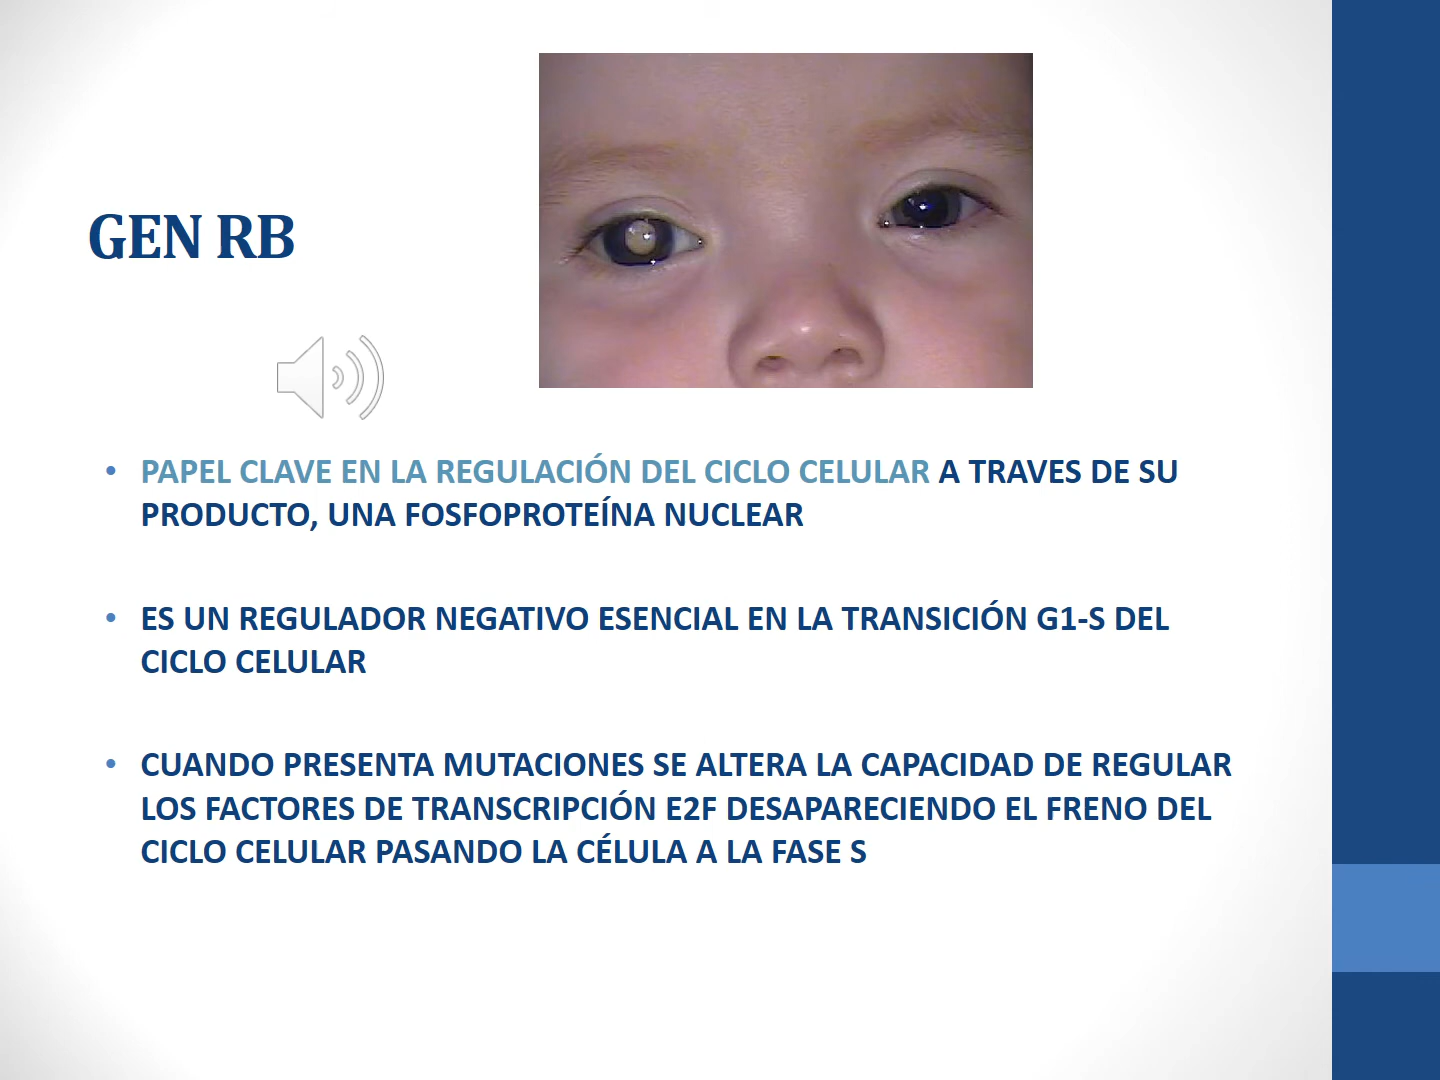 GEN RB
• PAPEL CLAVE EN LA REGULACIÓN DEL CICLO CELULAR A TRAVES DE SU
PRODUCTO, UNA FOSFOPROTEÍNA NUCLEAR
• ES UN REGULADOR NEGATIVO ESENCIAL EN LA TRANSICIÓN G1-S DEL
CICLO CELULAR
• CUANDO PRESENTA MUTACIONES SE ALTERA LA CAPACIDAD DE REGULAR
LOS FACTORES DE TRANSCRIPCIÓN E2F DESAPARECIENDO EL FRENO DEL
CICLO CELULAR PASANDO LA CÉLULA A LA FASE S